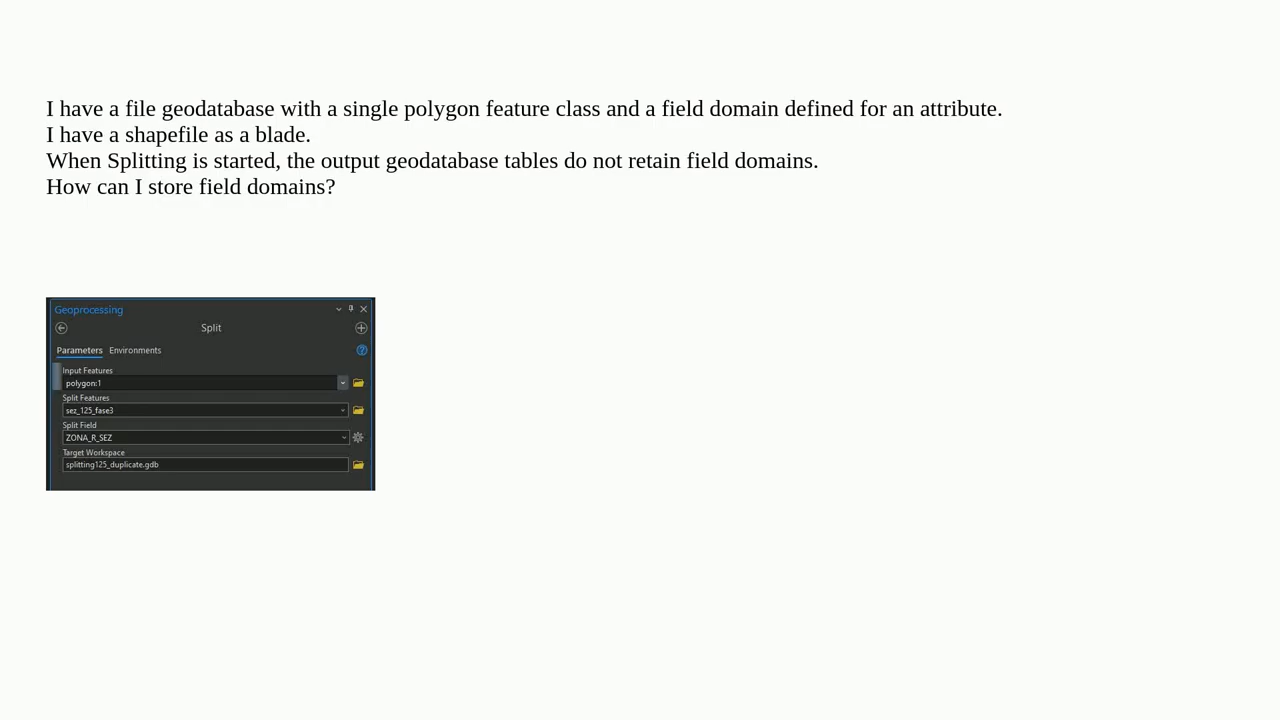 I have a file geodatabase with a single polygon feature class and a field domain defined for an attribute.
I have a shapefile as a blade.
When Splitting is started, the output geodatabase tables do not retain field domains.
How can I store field domains?
Geoprocessing
Split
Parameters Environments
Input Features
polygon:1
Split Features
sez_125_fase3
Split Field
ZONA_R_SEZ
Target Workspace
splitting125_duplicate.gdb